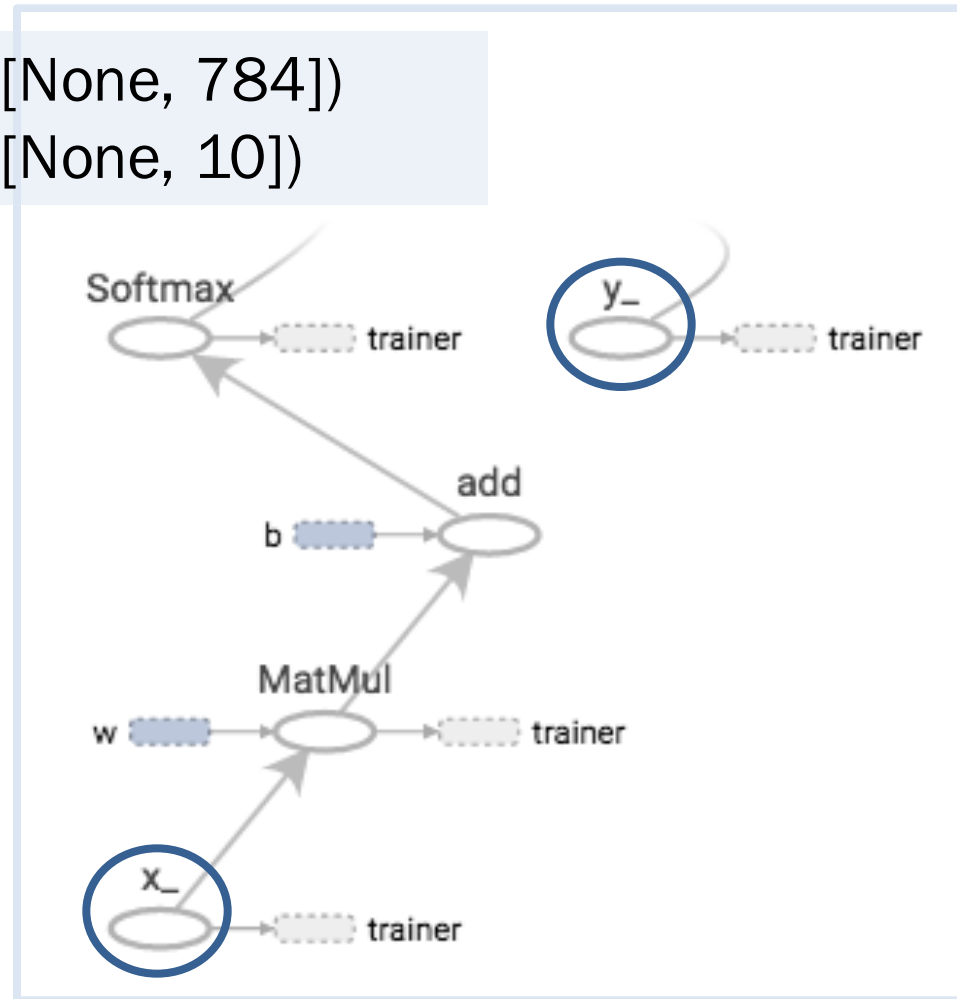 [None, 784])
[None, 10])
Softmax
y_
trainer
trainer
add
b
MatMul
w
trainer
x_
trainer